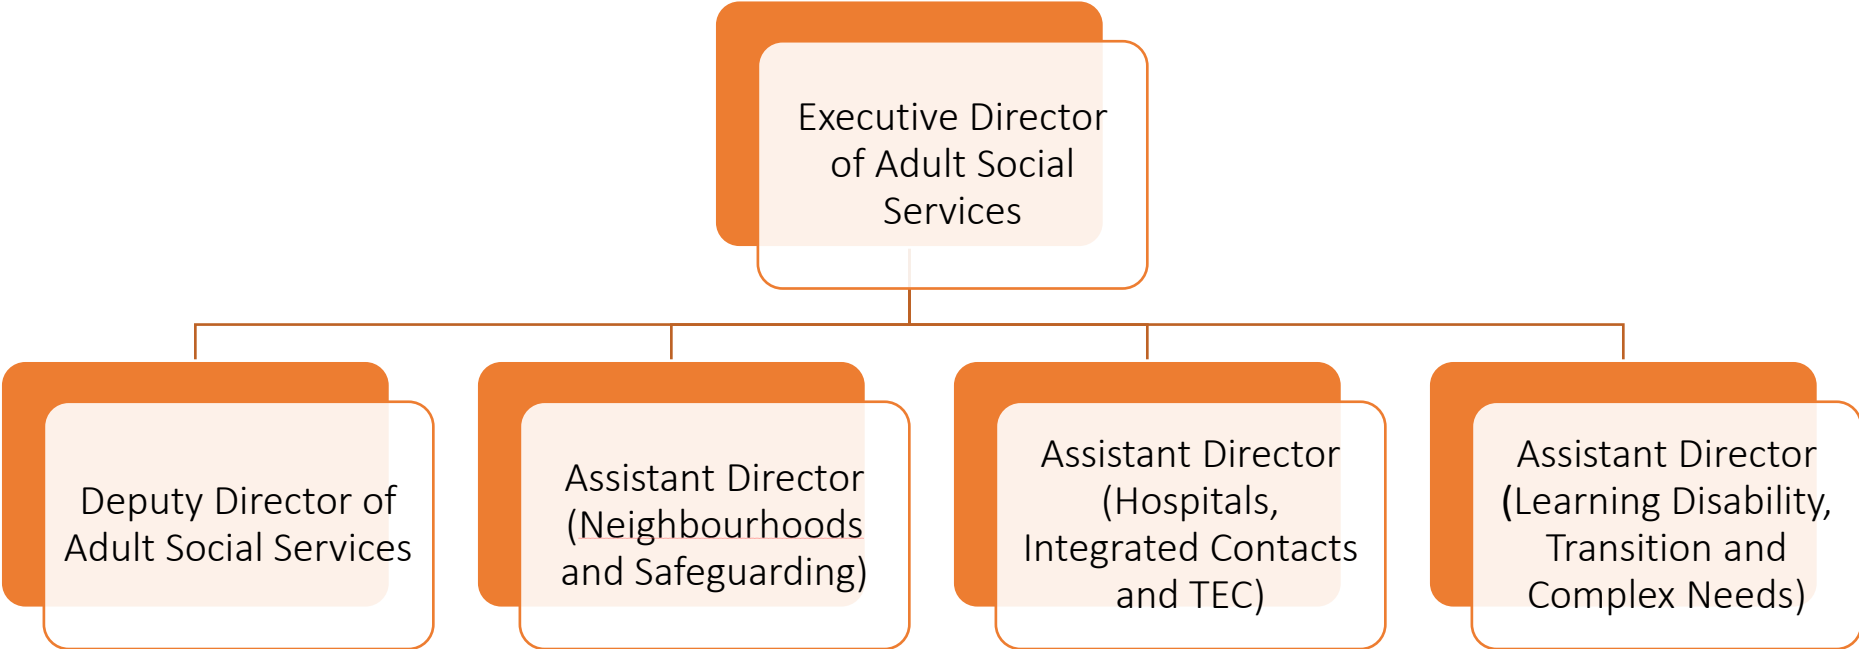 Executive Director
of Adult Social
Services
Deputy Director of
Adult Social Services
Assistant Director
(Neighbourhoods
and Safeguarding)
Assistant Director
(Hospitals,
Integrated Contacts
and TEC)
Assistant Director
(Learning Disability,
Transition and
Complex Needs)